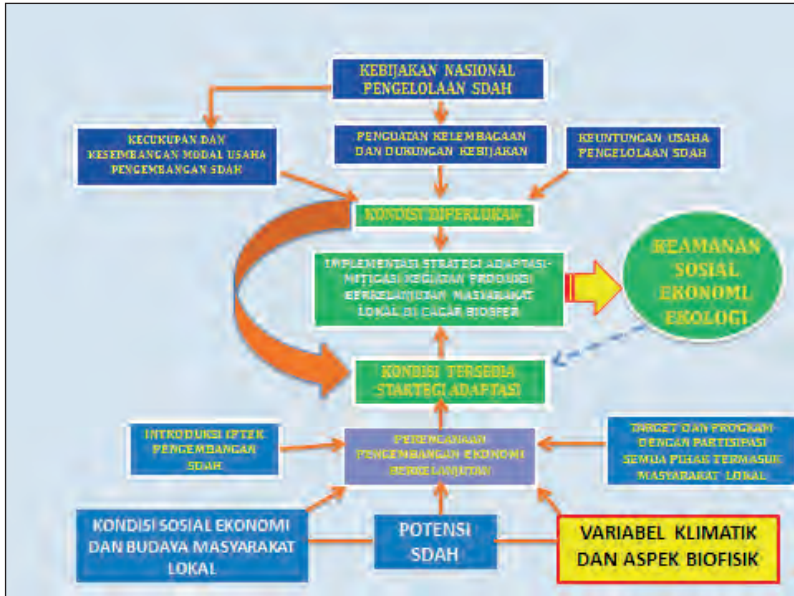 KEBIJAKAN NASIONAL
PENGELOLAAN SDAH
KECUKUPAN DAN
KESEIMBANGAN MODAL USAHA
PENGEMBANGAN SDAH
PENGUATAN KELEMBAGAAN
DAN DUKUNGAN KEBIJAKAN
KEUNTUNGAN USAHA
PENGELOLAAN SDAH
KONDISI DIPERLUKAN
IMPLEMENTASI STRATEGI ADAPTASI-
MITIGASI KEGIATAN PRODUKSI
BERKELANJUTAN MASYARAKAT
LOKAL DI CAGAR BIOSFER
KEAMANAN
SOSIAL
EKONOMI
EKOLOGI
KONDISI TERSEDIA
STARTEGI ADAPTASI
INTRODUKSI IPTEK
PENGEMBANGAN
SDAH
PERENCANAAN
PENGEMBANGAN EKONOMI
BERKELANJUTAN
TARGET DAN PROGRAM
DENGAN PARTISIPASI
SEMUA PIHAK TERMASUK
MASYARAKAT LOKAL
KONDISI SOSIAL EKONOMI
DAN BUDAYA MASYARAKAT
LOKAL
POTENSI
SDAH
VARIABEL KLIMATIK
DAN ASPEK BIOFISIK